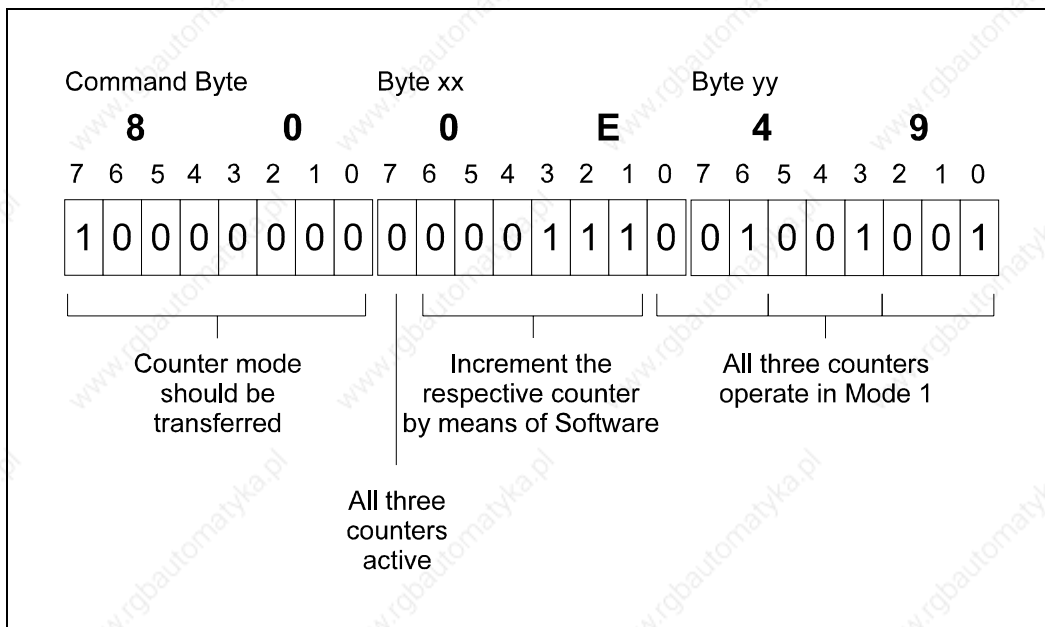 Command Byte Byte xx Byte yy
8 0 0 E 4 9
7 6 5 4 3 2 1 0 7 6 5 4 3 2 1 0 7 6 5 4 3 2 1 0
1 0 0 0 0 0 0 0 0 0 0 0 1 1 1 0 0 1 0 0 1 0 0 1
Counter mode
should be
transferred
Increment the
respective counter
by means of Software
All three counters
operate in Mode 1
All three
counters
active
www.rgbautomatyka.pl